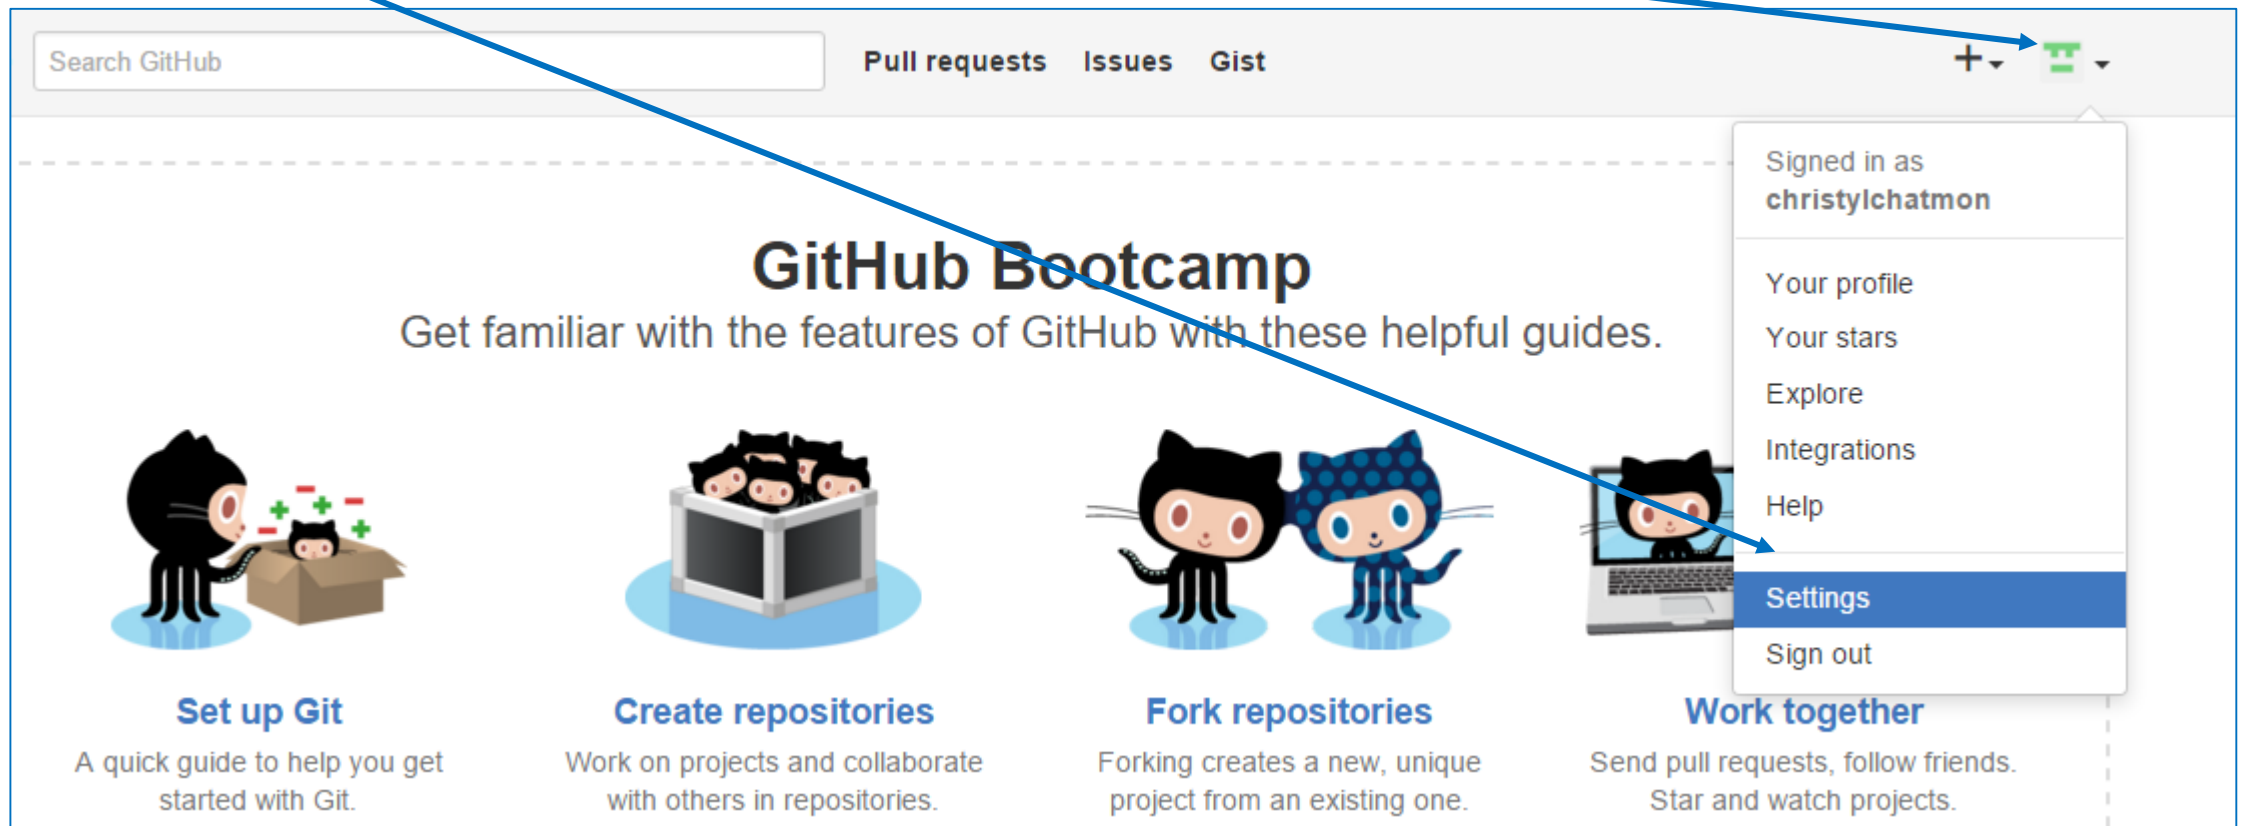 Search GitHub
Pull requests Issues Gist
Signed in as
christylchatmon
Your profile
Your stars
Explore
Integrations
Help
Settings
Sign out
GitHub Bootcamp
Get familiar with the features of GitHub with these helpful guides.
Set up Git
A quick guide to help you get
started with Git.
Create repositories
Work on projects and collaborate
with others in repositories.
Fork repositories
Forking creates a new, unique
project from an existing one.
Work together
Send pull requests, follow friends.
Star and watch projects.